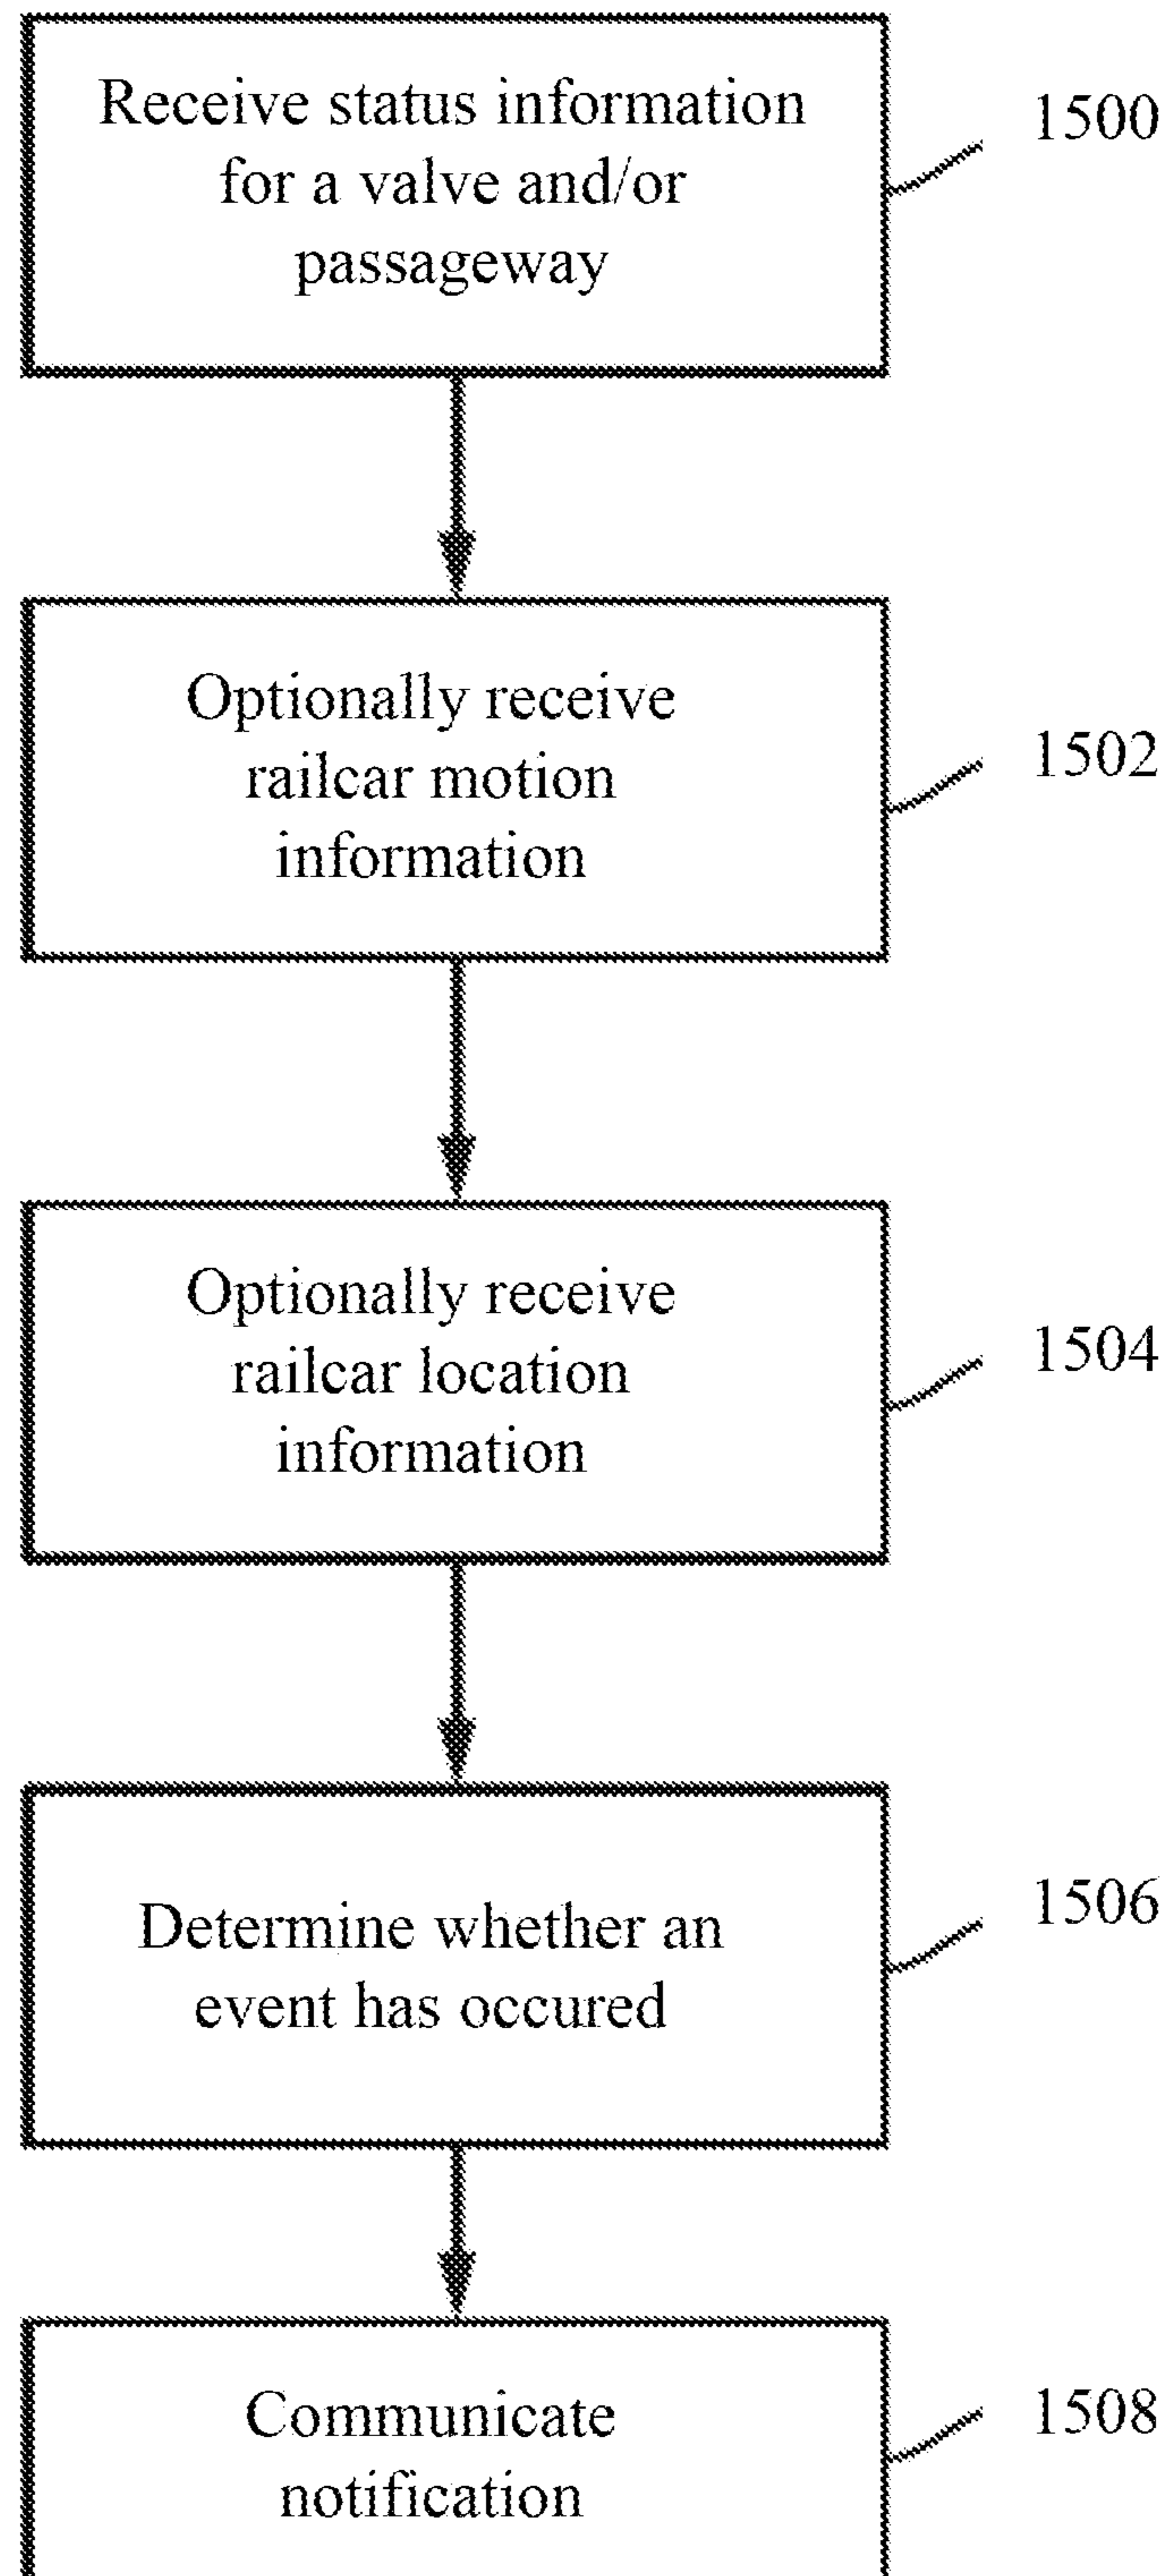 Receive status information
for a valve and/or
passageway
1500
Optionally receive
railcar motion
information
1502
Optionally receive
railcar location
information
1504
Determine whether an
event has occured
1506
Communicate
notification
1508